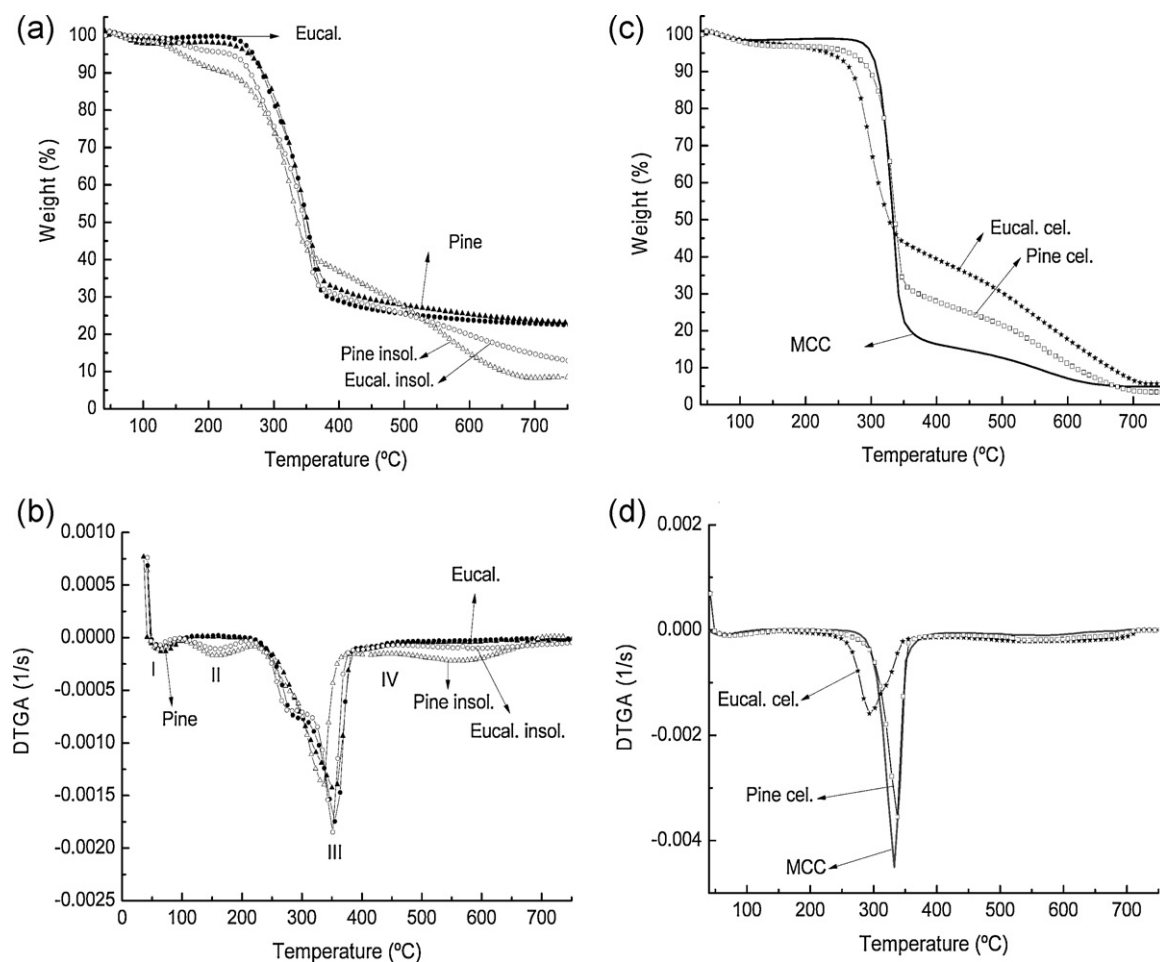 (a)
Eucal.
Pine
Pine insol.
Eucal. insol.
100
90
80
70
60
50
40
30
20
10
0
Weight (%)
100 200 300 400 500 600 700
Temperature (ºC)
(c)
Eucal. cel.
Pine cel.
MCC
100
90
80
70
60
50
40
30
20
10
0
Weight (%)
100 200 300 400 500 600 700
Temperature (ºC)
(b)
0.0010
0.0005
0.0000
-0.0005
-0.0010
-0.0015
-0.0020
-0.0025
DTGA (1/s)
Eucal.
I
II
IV
Pine
Pine insol.
Eucal. insol.
III
0 100 200 300 400 500 600 700
Temperature (ºC)
(d)
0.002
0.000
-0.002
-0.004
DTGA (1/s)
Eucal. cel.
Pine cel.
MCC
100 200 300 400 500 600 700
Temperature (ºC)